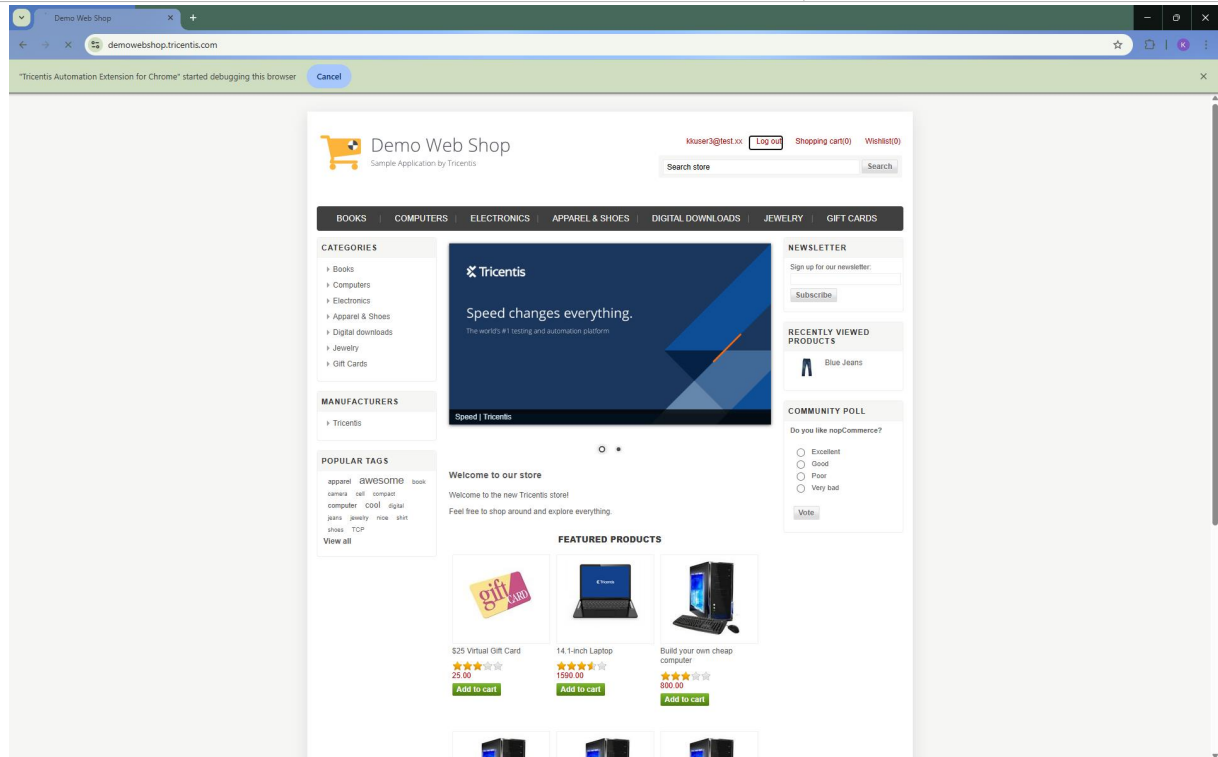 Demo Web Shop
demowebshop.tricentis.com
K
"Tricentis Automation Extension for Chrome" started debugging this browser Cancel
Demo Web Shop
Sample Application by Tricentis
kkuser3@test.xx Log out Shopping cart(0) Wishlist(0)
Search store Search
BOOKS | COMPUTERS | ELECTRONICS | APPAREL & SHOES | DIGITAL DOWNLOADS | JEWELRY | GIFT CARDS
CATEGORIES
Books
Computers
Electronics
Apparel & Shoes
Digital downloads
Jewelry
Gift Cards
MANUFACTURERS
Tricentis
POPULAR TAGS
apparel awesome book
camera cell compact
computer cool digital
jeans jewelry nice shirt
shoes TCP
View all
Tricentis
Speed changes everything.
The world's #1 testing and automation platform
Speed | Tricentis
Welcome to our store
Welcome to the new Tricentis store!
Feel free to shop around and explore everything.
FEATURED PRODUCTS
gift CARD
Tricentis
$25 Virtual Gift Card
25.00
Add to cart
14.1-inch Laptop
1590.00
Add to cart
Build your own cheap
computer
800.00
Add to cart
NEWSLETTER
Sign up for our newsletter:
Subscribe
RECENTLY VIEWED
PRODUCTS
Blue Jeans
COMMUNITY POLL
Do you like nopCommerce?
Excellent
Good
Poor
Very bad
Vote